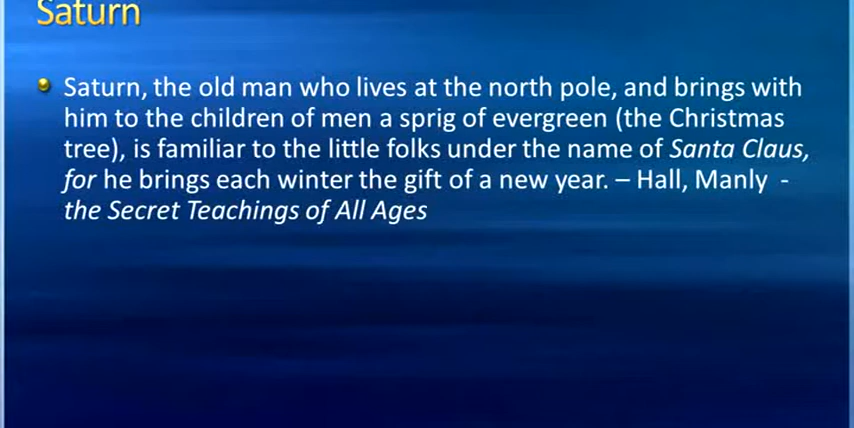 Saturn
Saturn, the old man who lives at the north pole, and brings with
him to the children of men a sprig of evergreen (the Christmas
tree), is familiar to the little folks under the name of Santa Claus,
for he brings each winter the gift of a new year. – Hall, Manly -
the Secret Teachings of All Ages